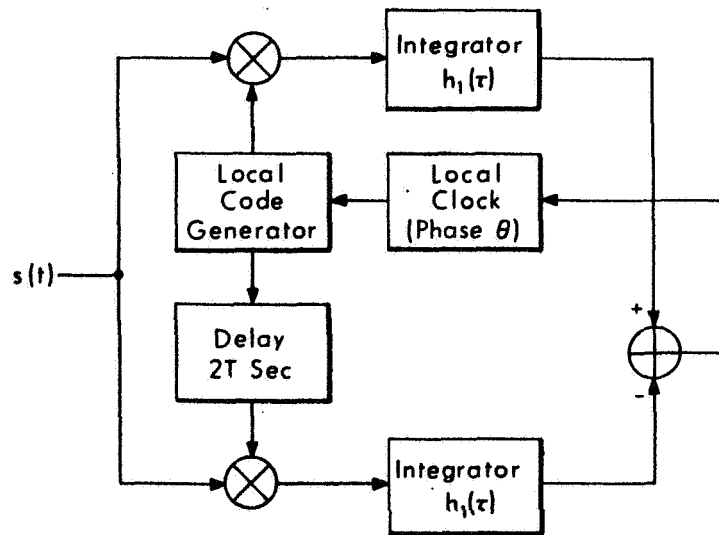 Integrator
h₁(τ)
Local
Code
Generator
Local
Clock
(Phase θ)
s(t)
Delay
2T Sec
+
-
Integrator
h₁(τ)